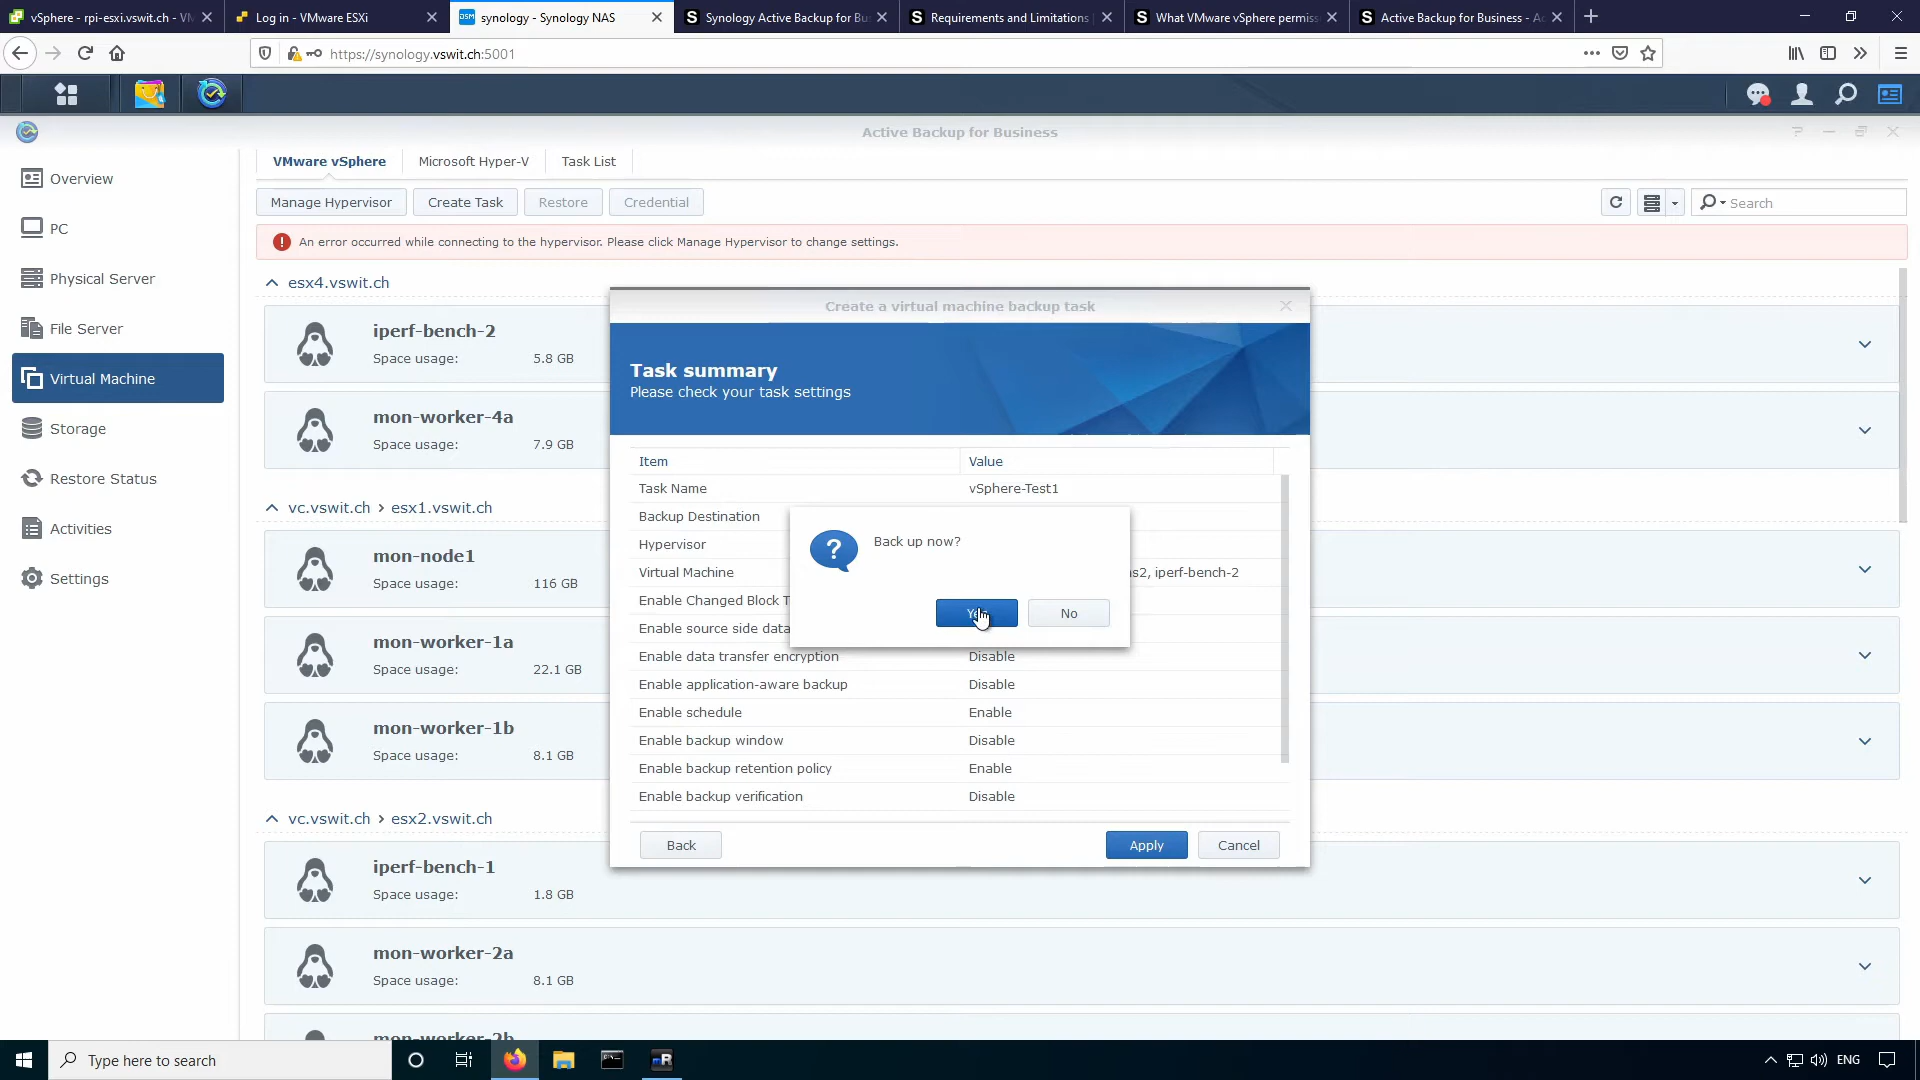 vSphere - rpi-esxi.vswit.ch - VM
Log in - VMware ESXi
synology - Synology NAS
Synology Active Backup for Bu
Requirements and Limitations
What VMware vSphere permiss
Active Backup for Business - Ac
https://synology.vswit.ch:5001
Active Backup for Business
Overview
PC
Physical Server
File Server
Virtual Machine
Storage
Restore Status
Activities
Settings
VMware vSphere
Microsoft Hyper-V
Task List
Manage Hypervisor
Create Task
Restore
Credential
Search
An error occurred while connecting to the hypervisor. Please click Manage Hypervisor to change settings.
esx4.vswit.ch
iperf-bench-2
Space usage: 5.8 GB
mon-worker-4a
Space usage: 7.9 GB
vc.vswit.ch > esx1.vswit.ch
mon-node1
Space usage: 116 GB
mon-worker-1a
Space usage: 22.1 GB
mon-worker-1b
Space usage: 8.1 GB
vc.vswit.ch > esx2.vswit.ch
iperf-bench-1
Space usage: 1.8 GB
mon-worker-2a
Space usage: 8.1 GB
mon-worker-2b
Create a virtual machine backup task
Task summary
Please check your task settings
Item Value
Task Name vSphere-Test1
Backup Destination
Hypervisor
Virtual Machine
s2, iperf-bench-2
Enable Changed Block T
Enable source side data
Enable data transfer encryption Disable
Enable application-aware backup Disable
Enable schedule Enable
Enable backup window Disable
Enable backup retention policy Enable
Enable backup verification Disable
Back
Apply
Cancel
Back up now?
No
Type here to search
ENG